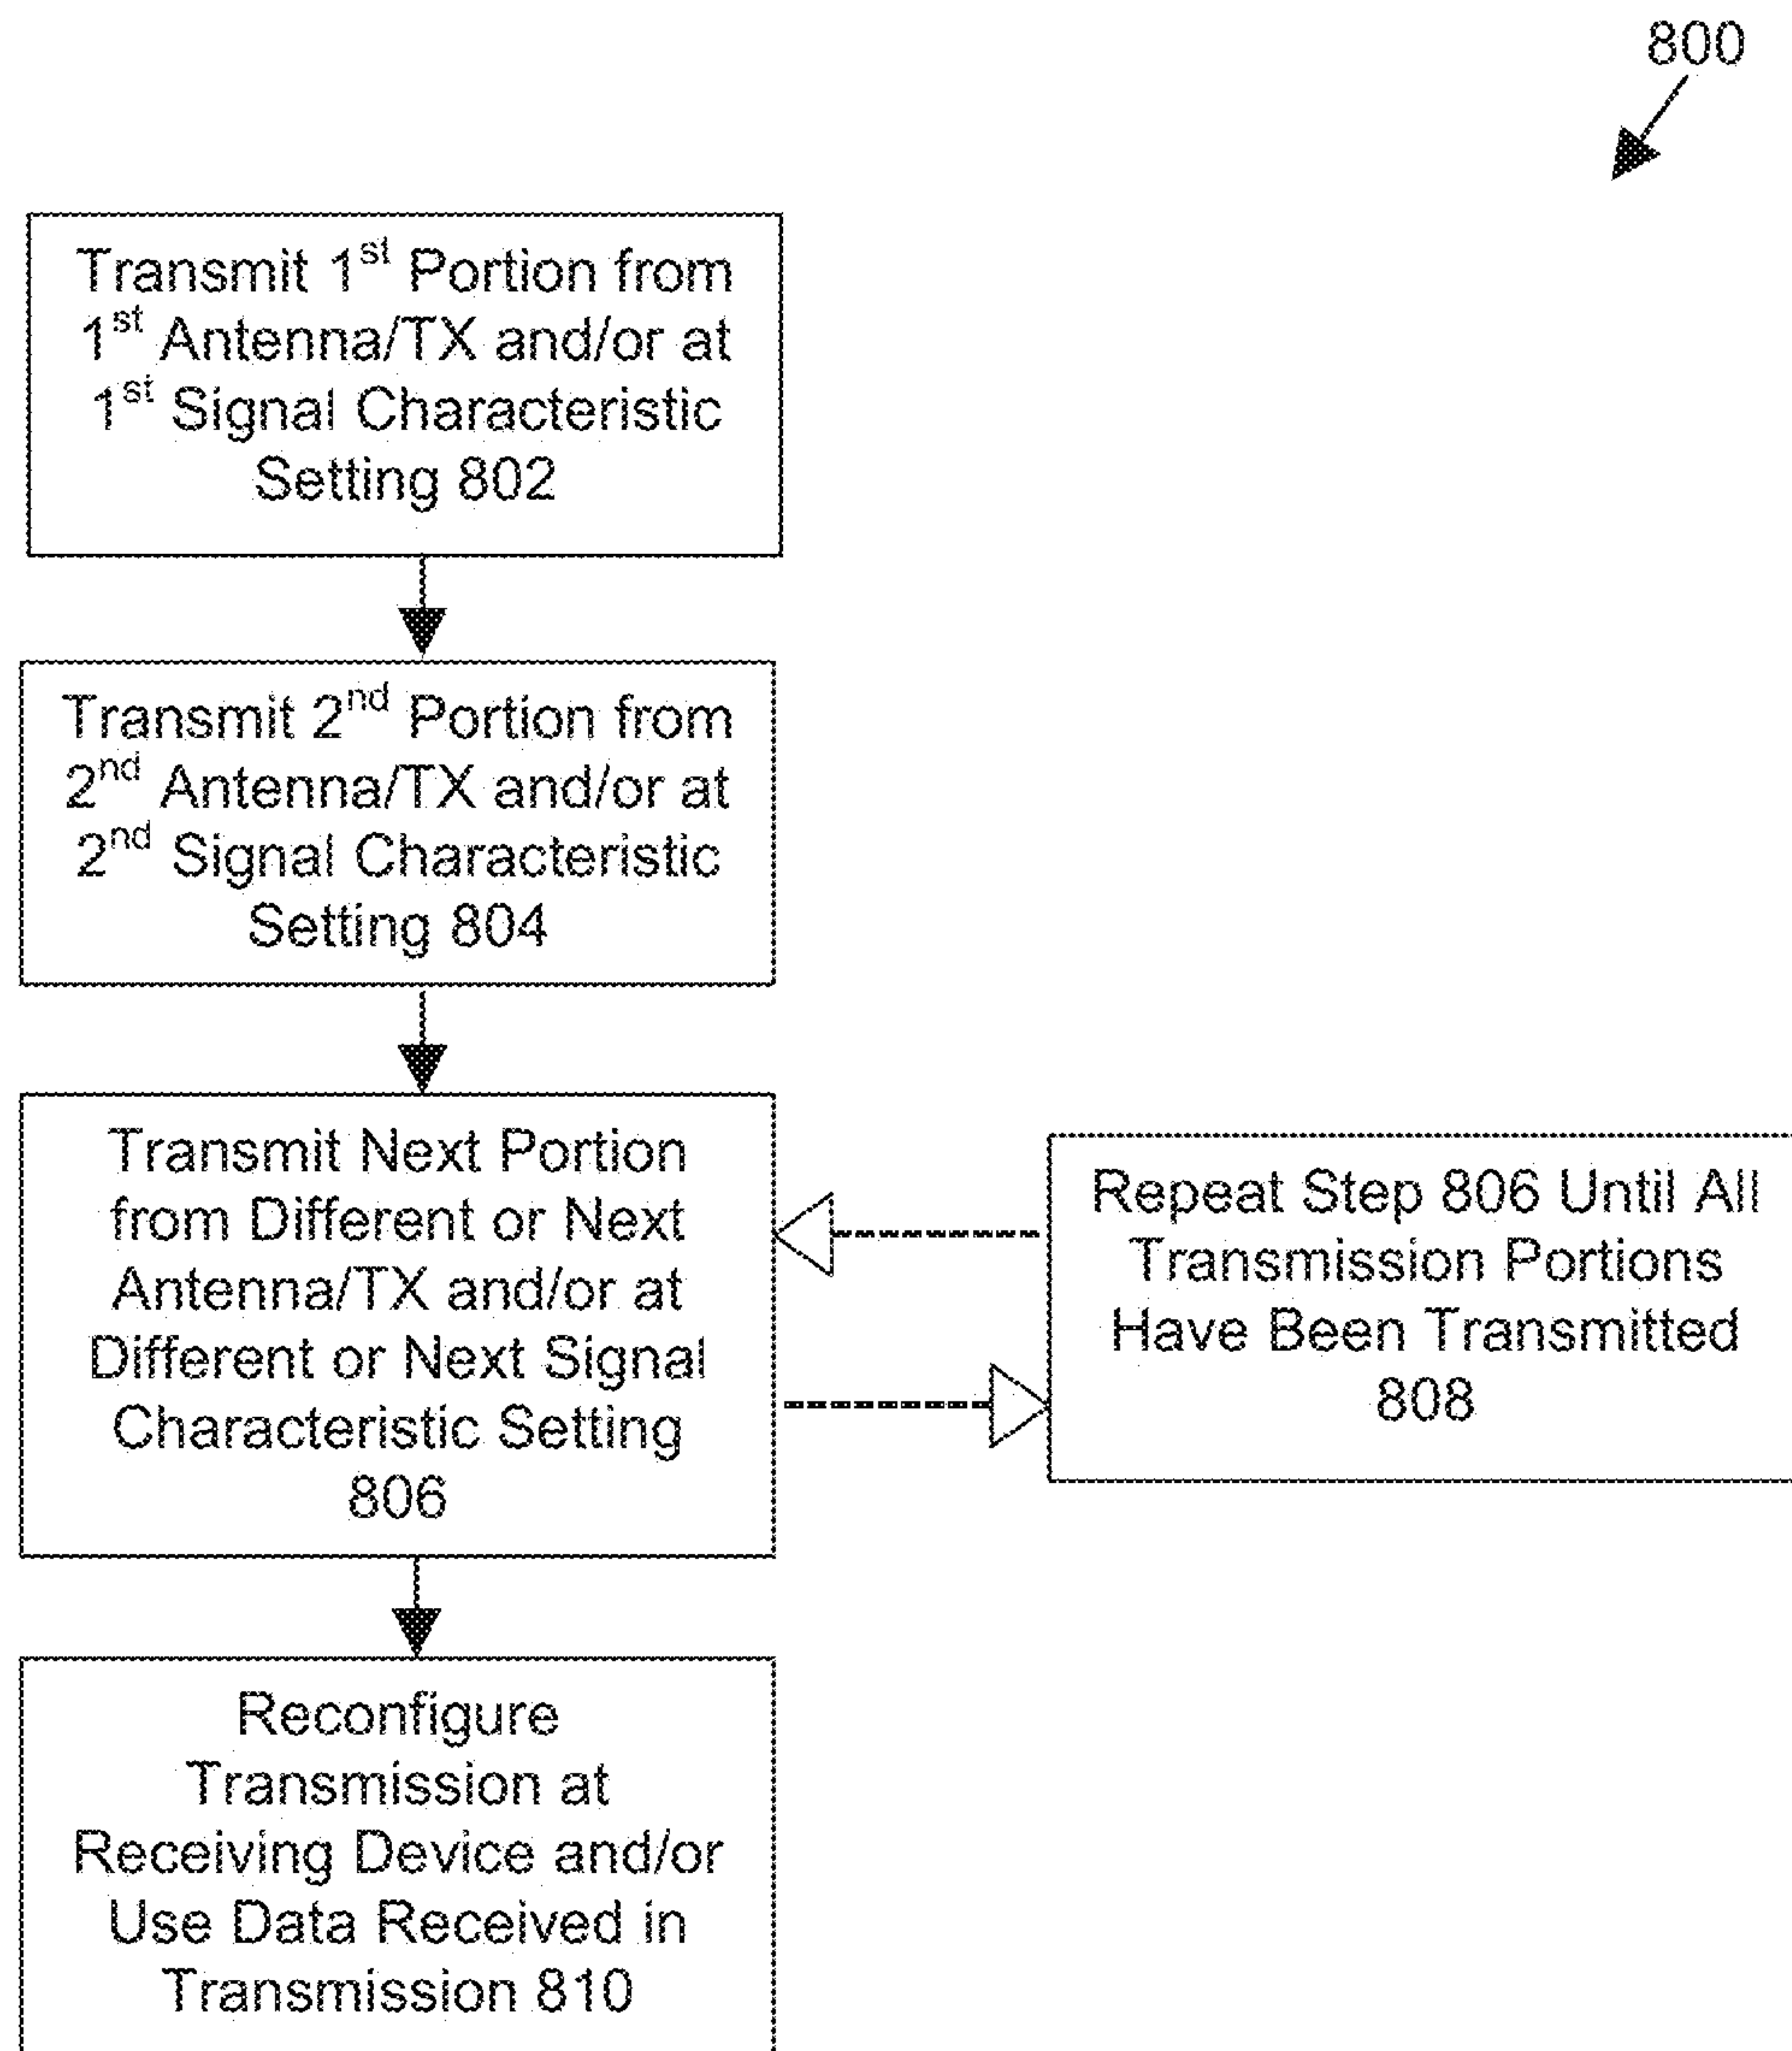 800
Transmit 1st Portion from
1st Antenna/TX and/or at
1st Signal Characteristic
Setting 802
Transmit 2nd Portion from
2nd Antenna/TX and/or at
2nd Signal Characteristic
Setting 804
Transmit Next Portion
from Different or Next
Antenna/TX and/or at
Different or Next Signal
Characteristic Setting
806
Repeat Step 806 Until All
Transmission Portions
Have Been Transmitted
808
Reconfigure
Transmission at
Receiving Device and/or
Use Data Received in
Transmission 810